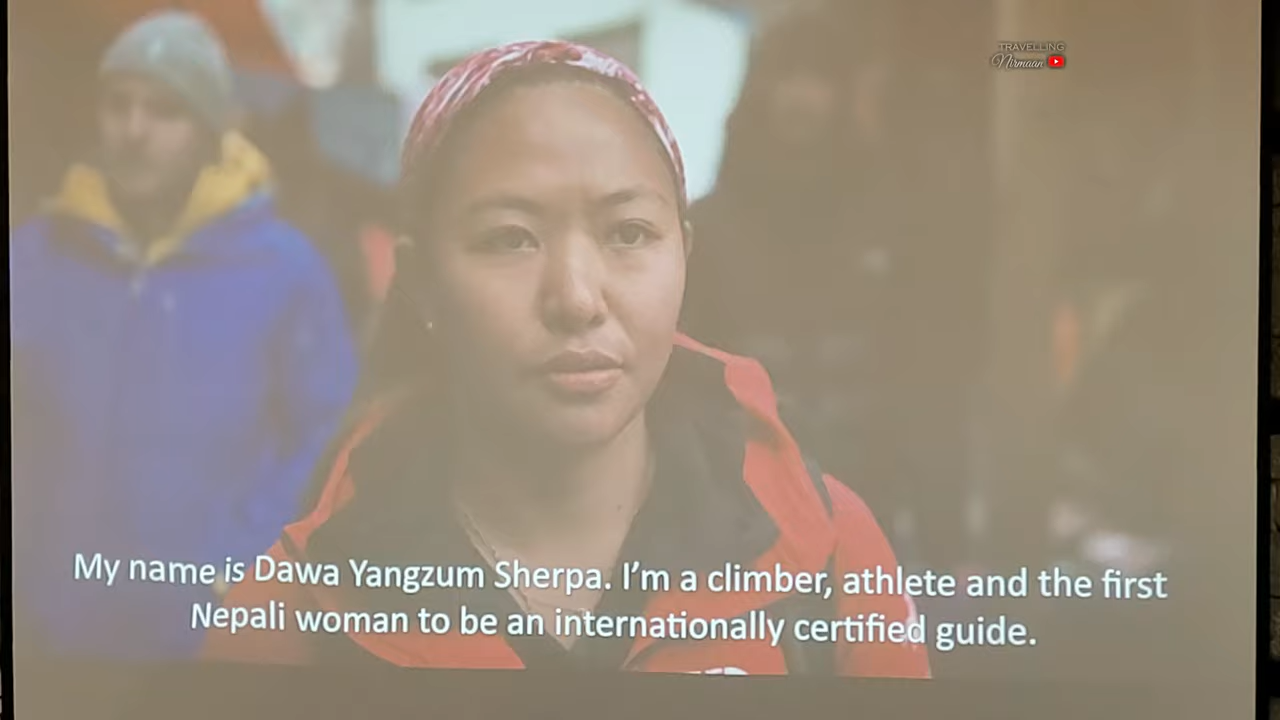 TRAVELLING
Nirmaan
My name is Dawa Yangzum Sherpa. I'm a climber, athlete and the first
Nepali woman to be an internationally certified guide.